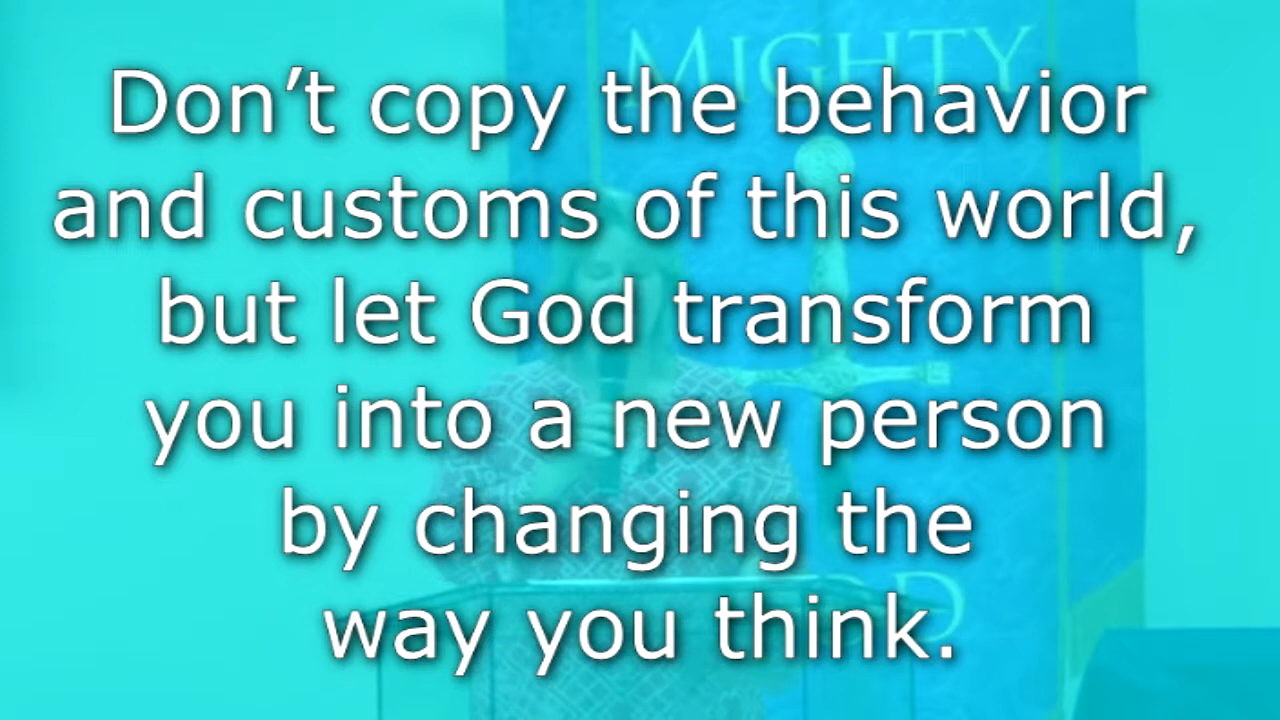 MIGHTY
Don’t copy the behavior
and customs of this world,
but let God transform
you into a new person
by changing the
way you think.